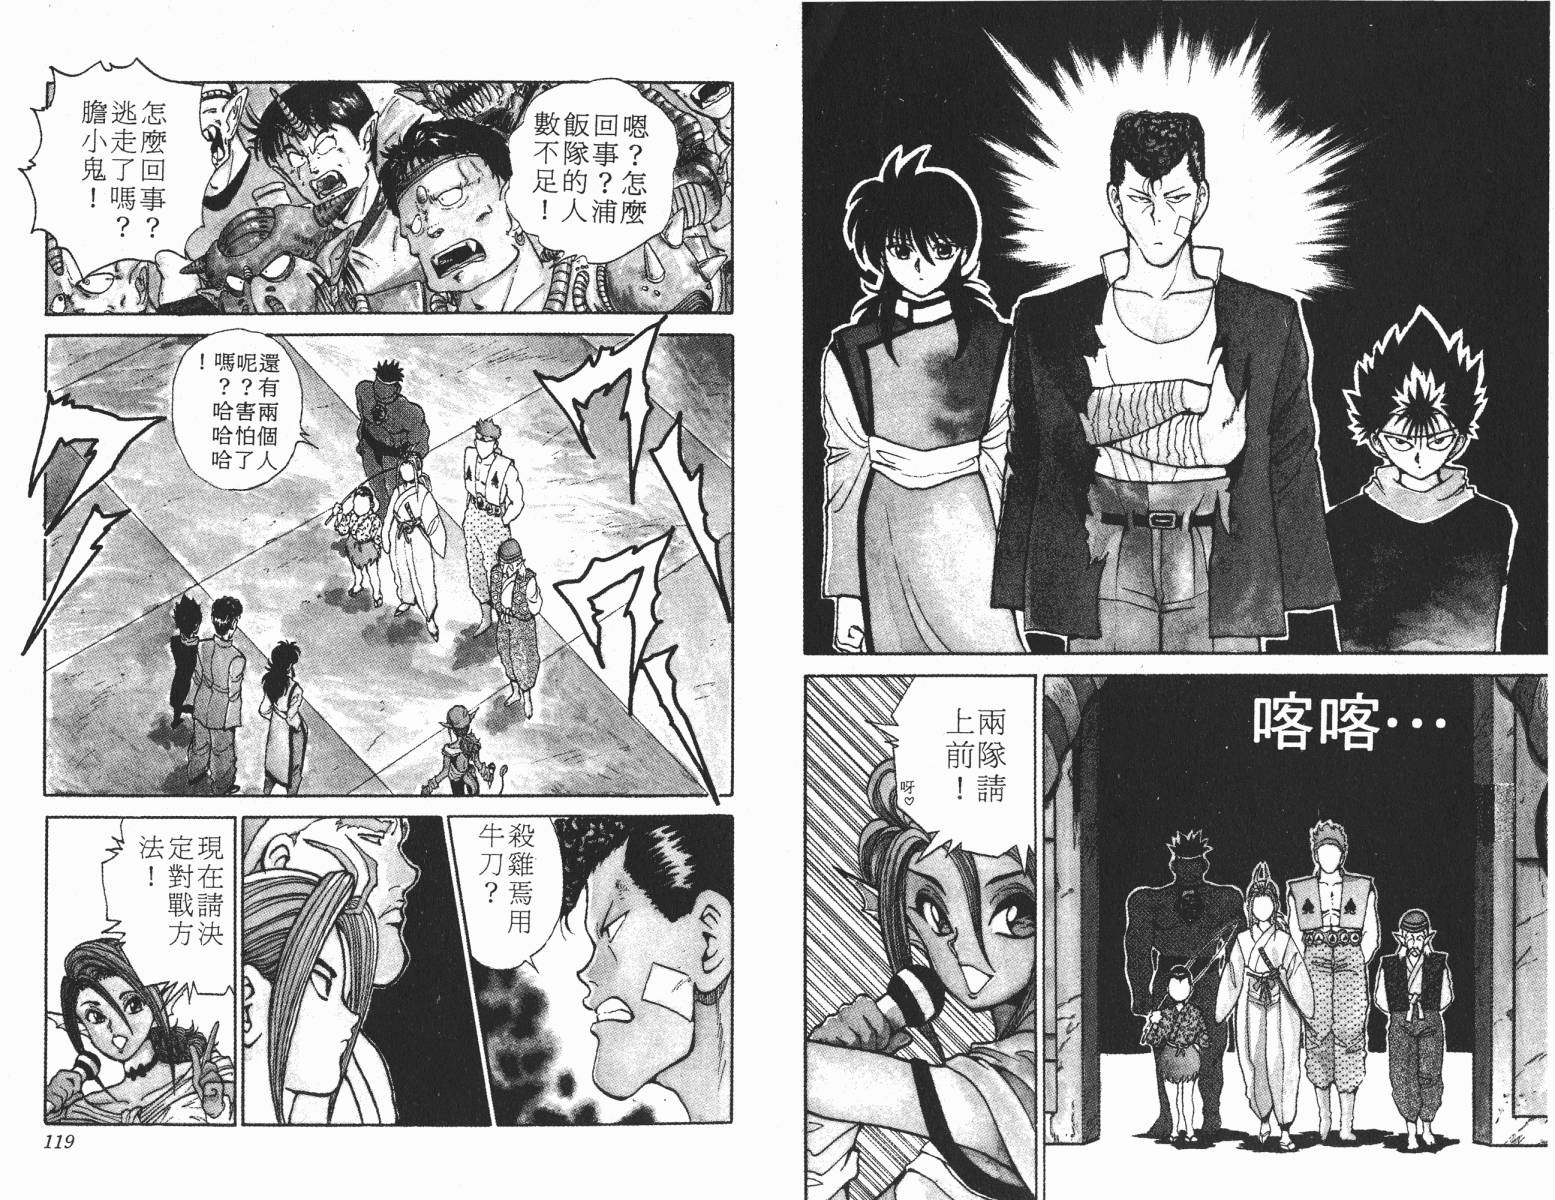 喀喀…
兩隊請
上前！
呀♡
嗯？怎麼
回事？浦
飯隊的人
數不足！
怎麼回事？
逃走了嗎？
膽小鬼！
還有兩個人
呢？害怕了
嗎？哈哈哈
！
殺雞焉用
牛刀？
現在請決
定對戰方
法！
119